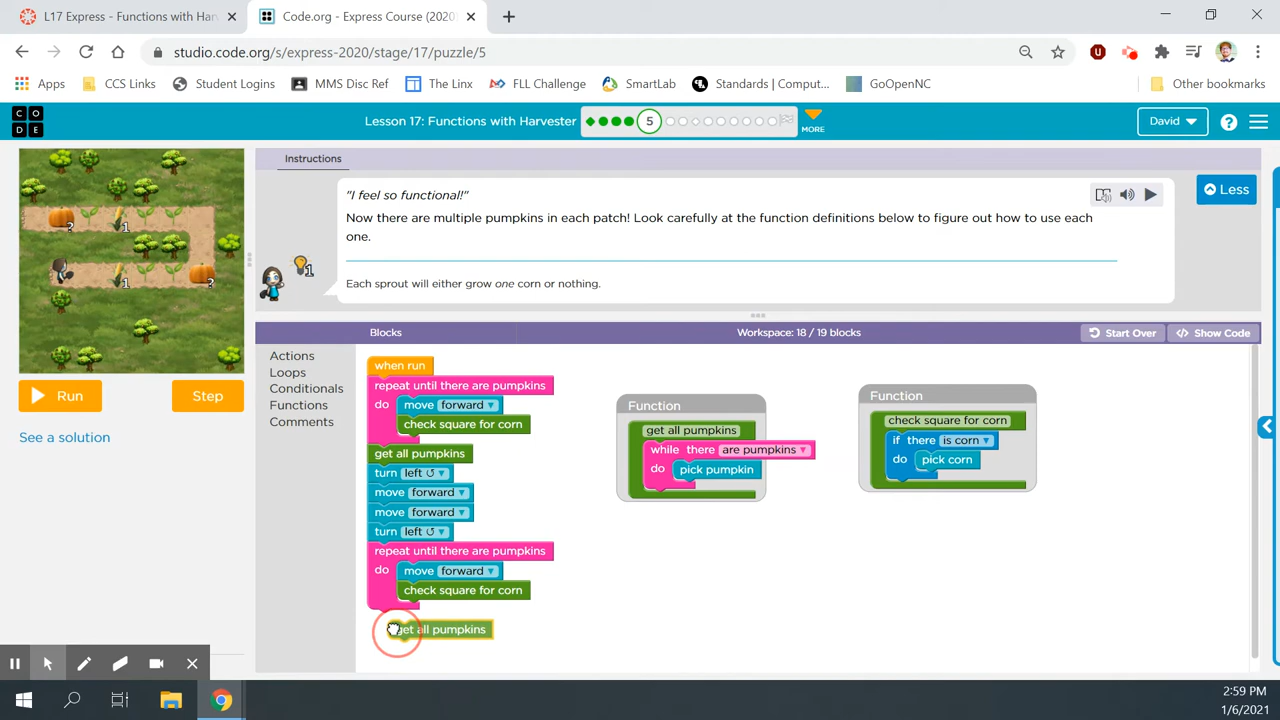 L17 Express - Functions with Har
Code.org - Express Course (2020)
studio.code.org/s/express-2020/stage/17/puzzle/5
Apps
CCS Links
Student Logins
MMS Disc Ref
The Linx
FLL Challenge
SmartLab
Standards | Comput...
GoOpenNC
Other bookmarks
C O
D E
Lesson 17: Functions with Harvester
5
MORE
David
?
Instructions
"I feel so functional!"
Now there are multiple pumpkins in each patch! Look carefully at the function definitions below to figure out how to use each
one.
Each sprout will either grow one corn or nothing.
Less
1
?
1
1
?
Run
Step
See a solution
Blocks
Workspace: 18 / 19 blocks
Start Over
</> Show Code
Actions
Loops
Conditionals
Functions
Comments
when run
repeat until there are pumpkins
do move forward
check square for corn
get all pumpkins
turn left ↺
move forward
move forward
turn left ↺
repeat until there are pumpkins
do move forward
check square for corn
get all pumpkins
Function
get all pumpkins
while there are pumpkins
do pick pumpkin
Function
check square for corn
if there is corn
do pick corn
2:59 PM
1/6/2021